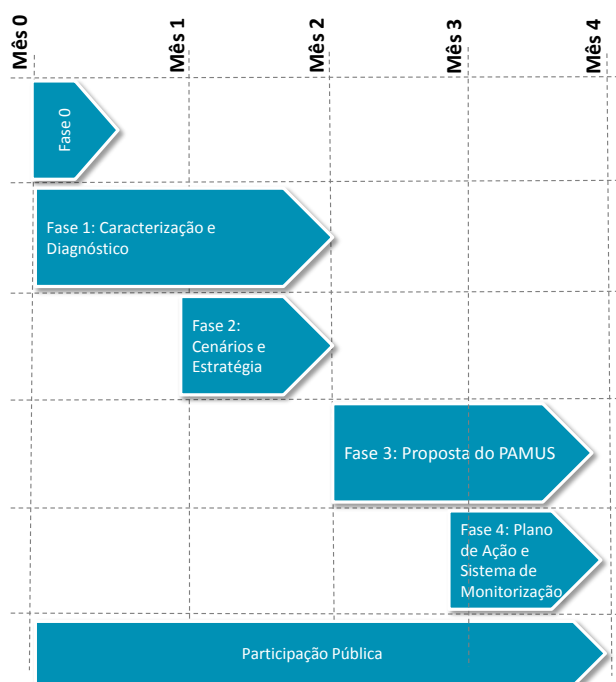 Mês 0
Mês 1
Mês 2
Mês 3
Mês 4
Fase 0
Fase 1: Caracterização e
Diagnóstico
Fase 2:
Cenários e
Estratégia
Fase 3: Proposta do PAMUS
Fase 4: Plano
de Ação e
Sistema de
Monitorização
Participação Pública